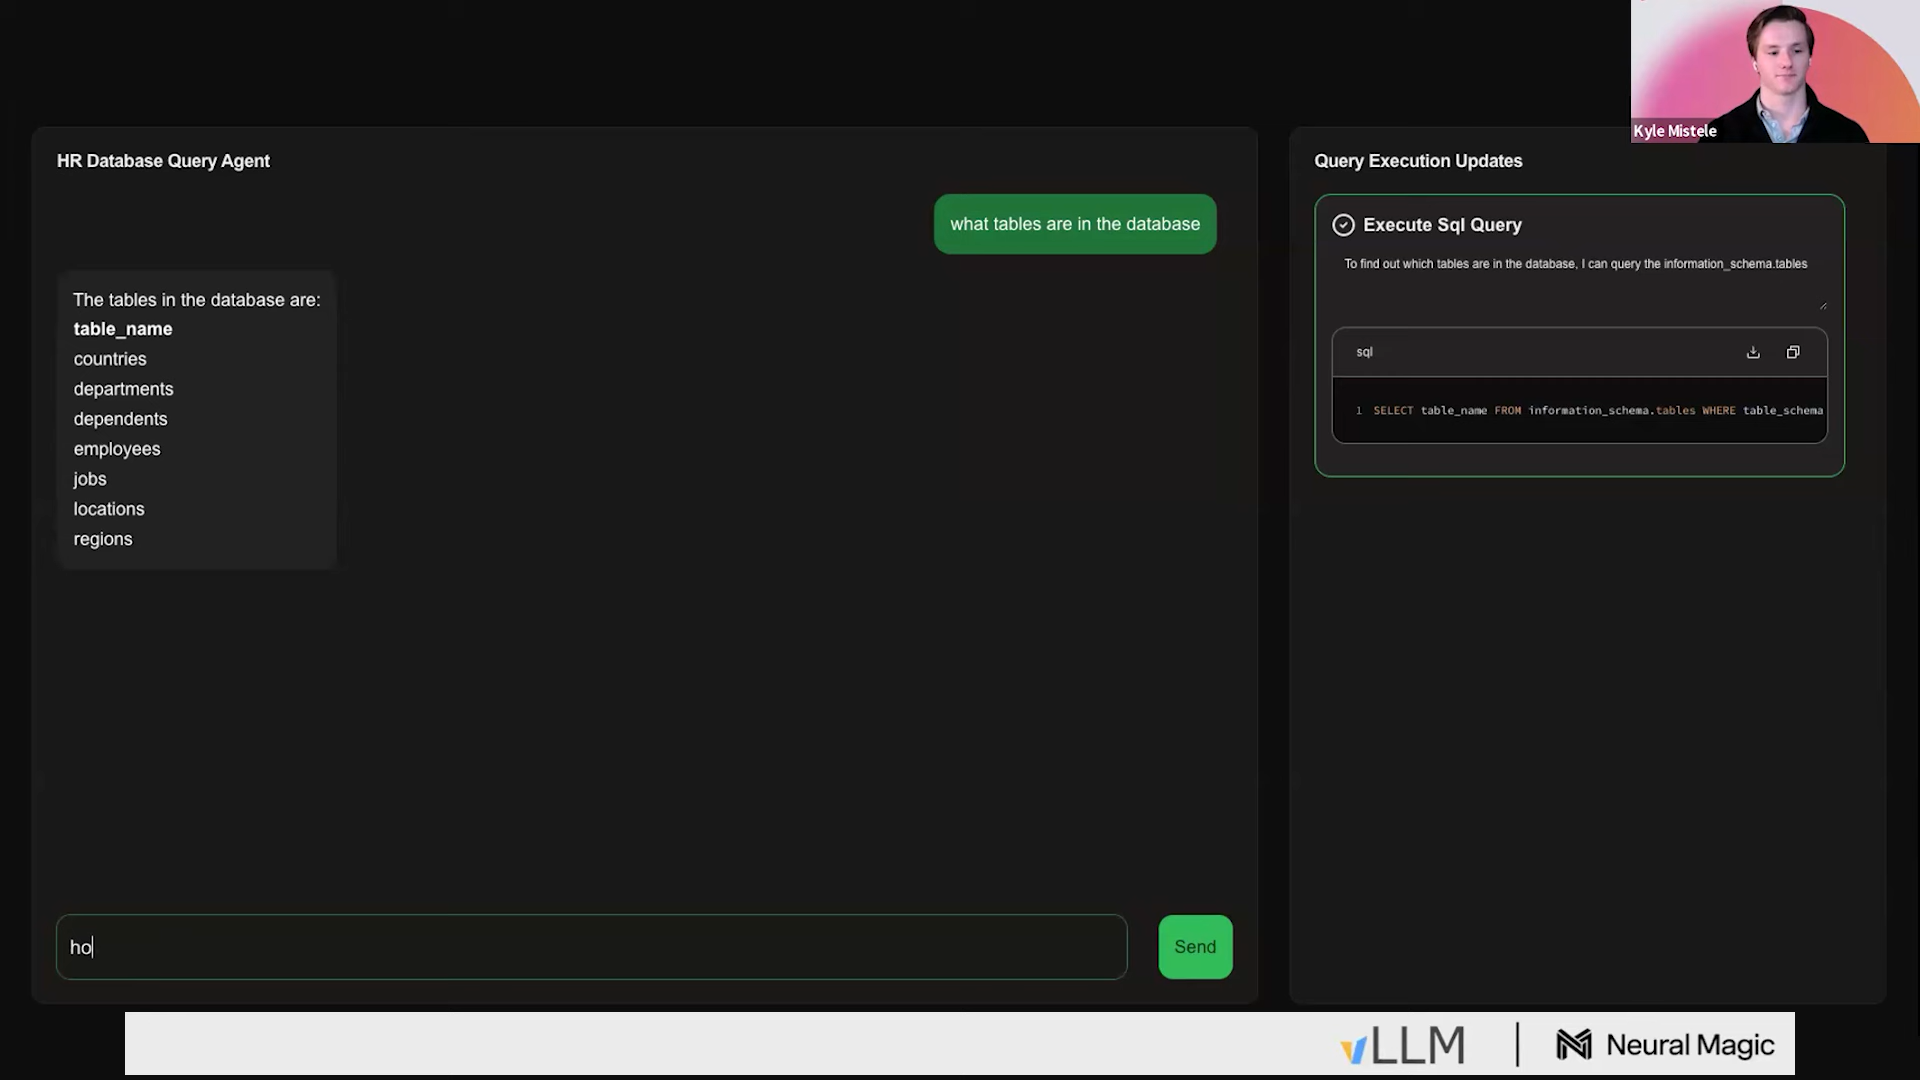 Kyle Mistele
HR Database Query Agent
what tables are in the database
The tables in the database are:
table_name
countries
departments
dependents
employees
jobs
locations
regions
ho
Send
Query Execution Updates
Execute Sql Query
To find out which tables are in the database, I can query the information_schema.tables
sql
1 SELECT table_name FROM information_schema.tables WHERE table_schema
vLLM
Neural Magic